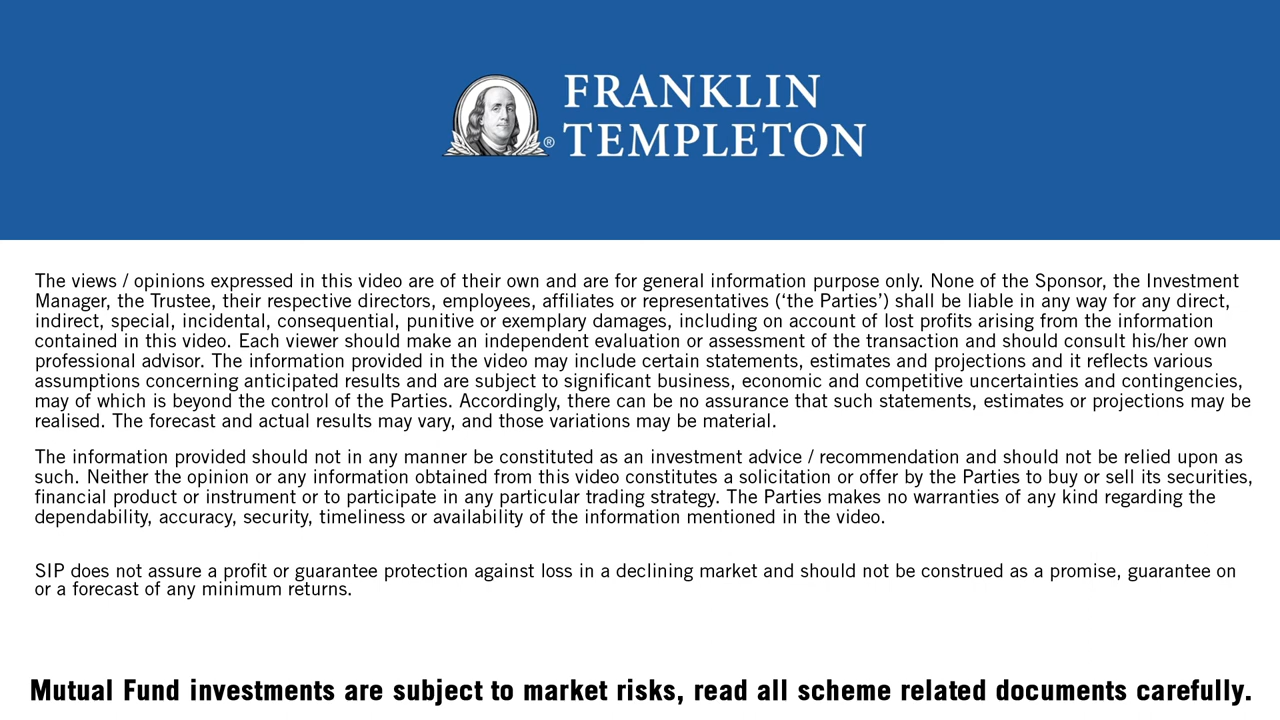 FRANKLIN
TEMPLETON
®
The views / opinions expressed in this video are of their own and are for general information purpose only. None of the Sponsor, the Investment
Manager, the Trustee, their respective directors, employees, affiliates or representatives (‘the Parties’) shall be liable in any way for any direct,
indirect, special, incidental, consequential, punitive or exemplary damages, including on account of lost profits arising from the information
contained in this video. Each viewer should make an independent evaluation or assessment of the transaction and should consult his/her own
professional advisor. The information provided in the video may include certain statements, estimates and projections and it reflects various
assumptions concerning anticipated results and are subject to significant business, economic and competitive uncertainties and contingencies,
may of which is beyond the control of the Parties. Accordingly, there can be no assurance that such statements, estimates or projections may be
realised. The forecast and actual results may vary, and those variations may be material.
The information provided should not in any manner be constituted as an investment advice / recommendation and should not be relied upon as
such. Neither the opinion or any information obtained from this video constitutes a solicitation or offer by the Parties to buy or sell its securities,
financial product or instrument or to participate in any particular trading strategy. The Parties makes no warranties of any kind regarding the
dependability, accuracy, security, timeliness or availability of the information mentioned in the video.
SIP does not assure a profit or guarantee protection against loss in a declining market and should not be construed as a promise, guarantee on
or a forecast of any minimum returns.
Mutual Fund investments are subject to market risks, read all scheme related documents carefully.